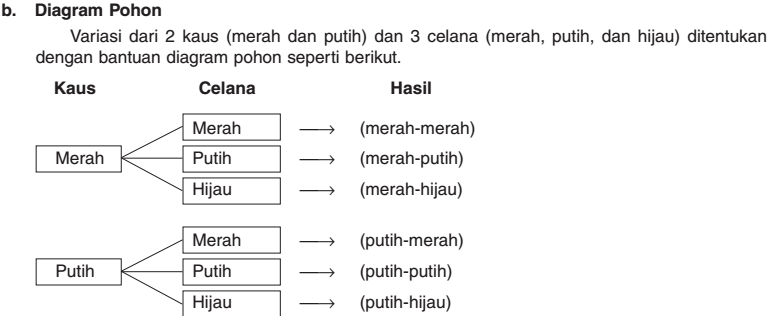 b. Diagram Pohon
Variasi dari 2 kaus (merah dan putih) dan 3 celana (merah, putih, dan hijau) ditentukan
dengan bantuan diagram pohon seperti berikut.
Kaus Celana Hasil
Merah ⟶ (merah-merah)
Merah Putih ⟶ (merah-putih)
Hijau ⟶ (merah-hijau)
Merah ⟶ (putih-merah)
Putih Putih ⟶ (putih-putih)
Hijau ⟶ (putih-hijau)